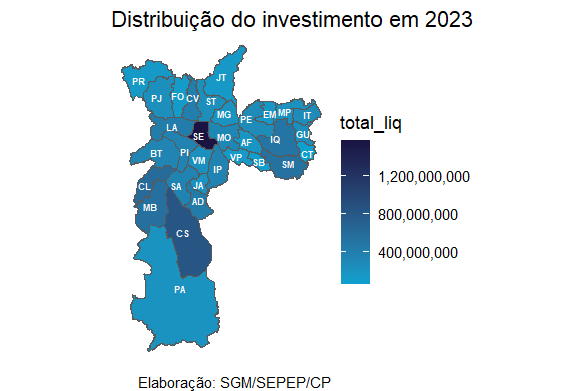 Distribuição do investimento em 2023
JT
PR
PJ
FO
CV
ST
MG
PE
EM
MP
IT
LA
SE
MO
AF
IQ
GU
BT
PI
VM
IP
VP
SB
SM
CT
CL
SA
JA
AD
MB
CS
PA
total_liq
1,200,000,000
800,000,000
400,000,000
Elaboração: SGM/SEPEP/CP